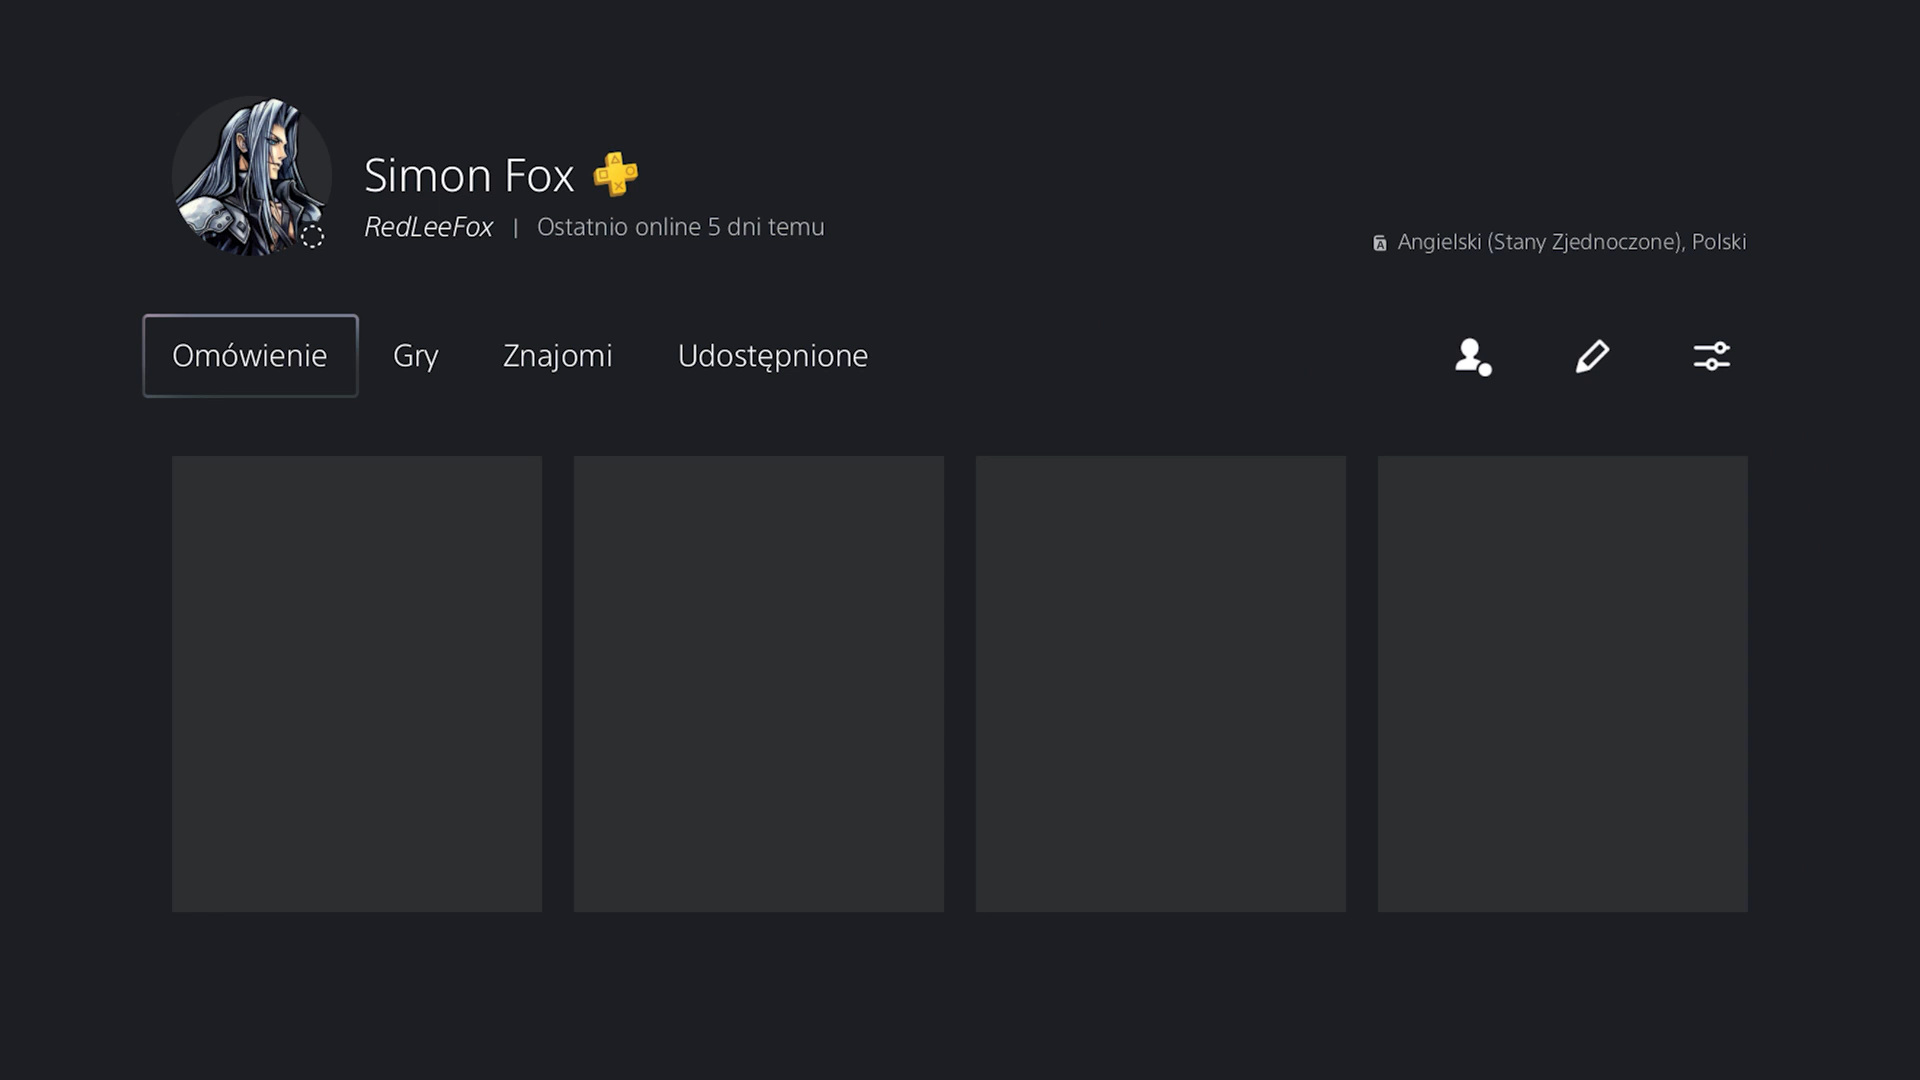 Simon Fox
RedLeeFox | Ostatnio online 5 dni temu
Angielski (Stany Zjednoczone), Polski
Omówienie Gry Znajomi Udostępnione